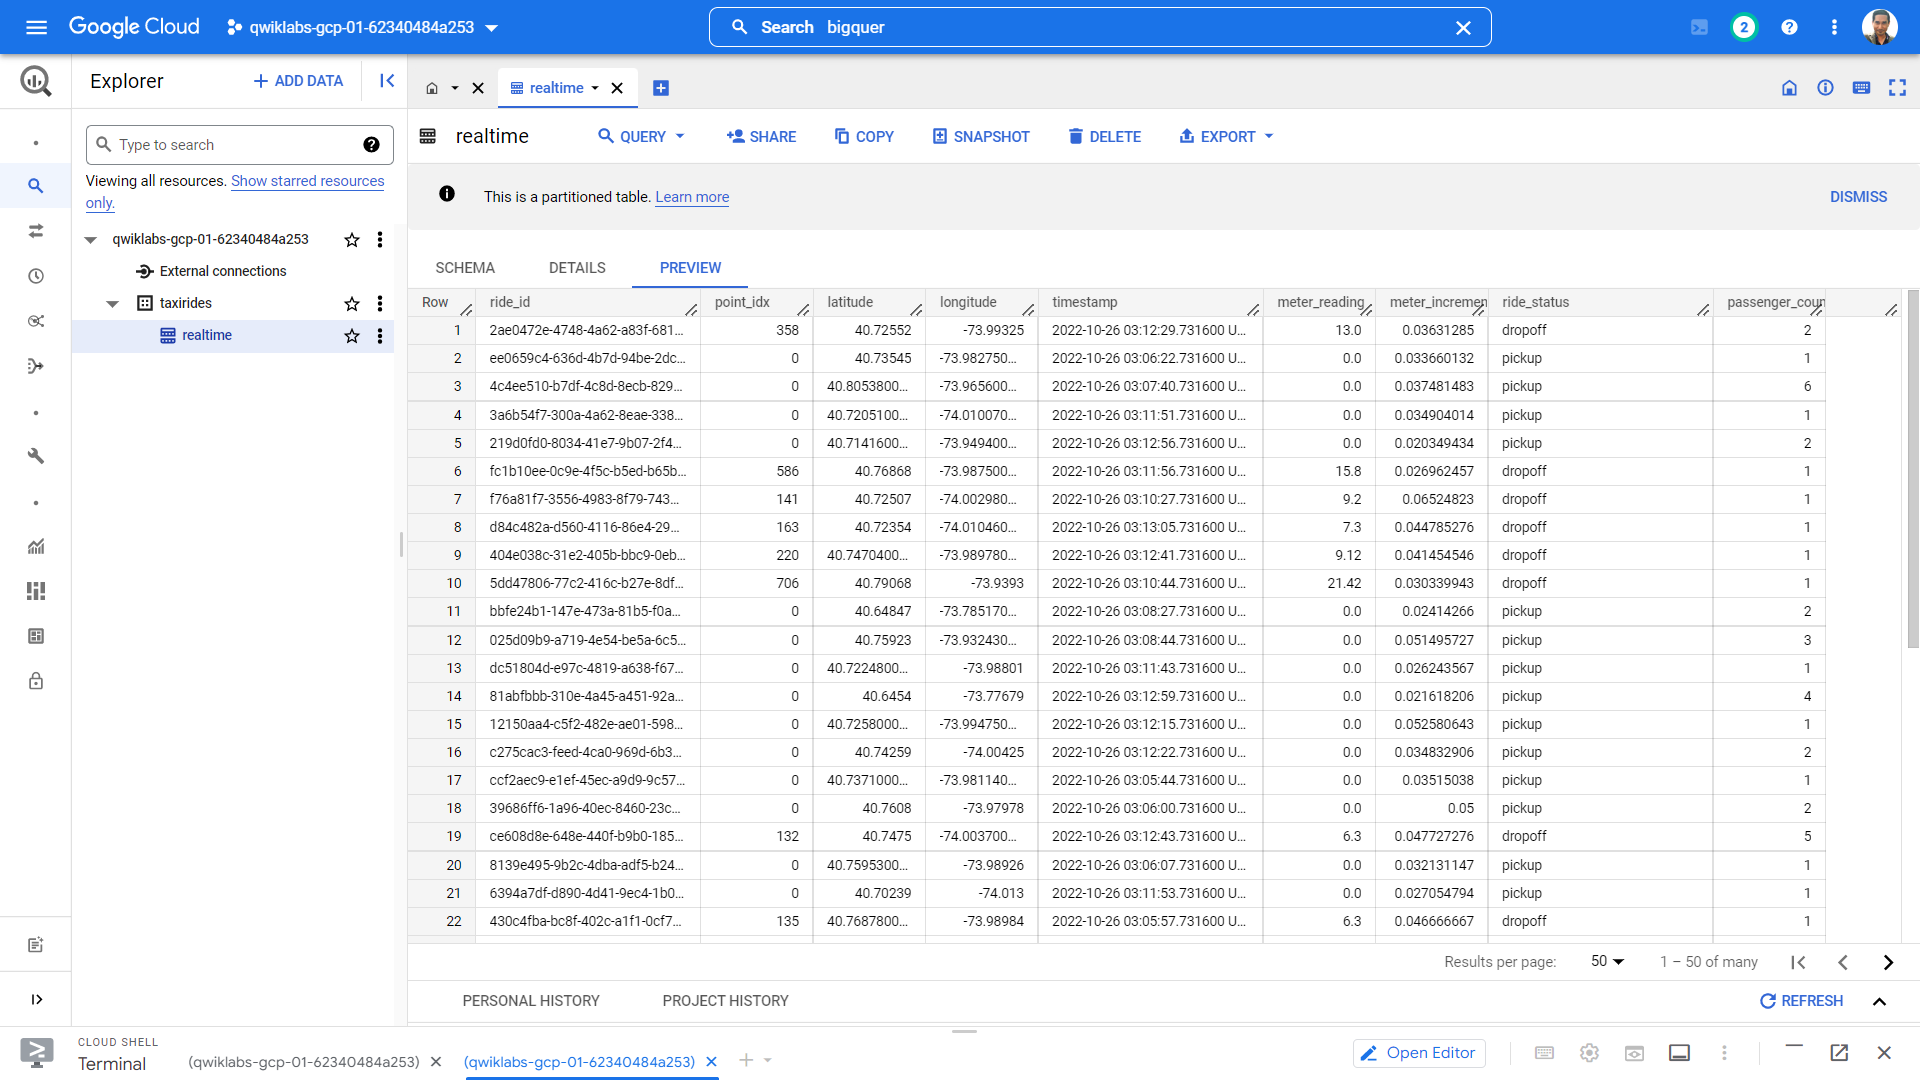 Google Cloud qwiklabs-gcp-01-62340484a253 Search bigquer 2
Explorer ADD DATA
realtime
Type to search
Viewing all resources. Show starred resources only.
qwiklabs-gcp-01-62340484a253
External connections
taxirides
realtime
realtime QUERY SHARE COPY SNAPSHOT DELETE EXPORT
This is a partitioned table. Learn more DISMISS
SCHEMA DETAILS PREVIEW
Row ride_id point_idx latitude longitude timestamp meter_reading meter_incremen ride_status passenger_coun
1 2ae0472e-4748-4a62-a83f-681... 358 40.72552 -73.99325 2022-10-26 03:12:29.731600 U... 13.0 0.03631285 dropoff 2
2 ee0659c4-636d-4b7d-94be-2dc... 0 40.73545 -73.982750... 2022-10-26 03:06:22.731600 U... 0.0 0.033660132 pickup 1
3 4c4ee510-b7df-4c8d-8ecb-829... 0 40.8053800... -73.965600... 2022-10-26 03:07:40.731600 U... 0.0 0.037481483 pickup 6
4 3a6b54f7-300a-4a62-8eae-338... 0 40.7205100... -74.010070... 2022-10-26 03:11:51.731600 U... 0.0 0.034904014 pickup 1
5 219d0fd0-8034-41e7-9b07-2f4... 0 40.7141600... -73.949400... 2022-10-26 03:12:56.731600 U... 0.0 0.020349434 pickup 2
6 fc1b10ee-0c9e-4f5c-b5ed-b65b... 586 40.76868 -73.987500... 2022-10-26 03:11:56.731600 U... 15.8 0.026962457 dropoff 1
7 f76a81f7-3556-4983-8f79-743... 141 40.72507 -74.002980... 2022-10-26 03:10:27.731600 U... 9.2 0.06524823 dropoff 1
8 d84c482a-d560-4116-86e4-29... 163 40.72354 -74.010460... 2022-10-26 03:13:05.731600 U... 7.3 0.044785276 dropoff 1
9 404e038c-31e2-405b-bbc9-0eb... 220 40.7470400... -73.989780... 2022-10-26 03:12:41.731600 U... 9.12 0.041454546 dropoff 1
10 5dd47806-77c2-416c-b27e-8df... 706 40.79068 -73.9393 2022-10-26 03:10:44.731600 U... 21.42 0.030339943 dropoff 1
11 bbfe24b1-147e-473a-81b5-f0a... 0 40.64847 -73.785170... 2022-10-26 03:08:27.731600 U... 0.0 0.02414266 pickup 2
12 025d09b9-a719-4e54-be5a-6c5... 0 40.75923 -73.932430... 2022-10-26 03:08:44.731600 U... 0.0 0.051495727 pickup 3
13 dc51804d-e97c-4819-a638-f67... 0 40.7224800... -73.98801 2022-10-26 03:11:43.731600 U... 0.0 0.026243567 pickup 1
14 81abfbbb-310e-4a45-a451-92a... 0 40.6454 -73.77679 2022-10-26 03:12:59.731600 U... 0.0 0.021618206 pickup 4
15 12150aa4-c5f2-482e-ae01-598... 0 40.7258000... -73.994750... 2022-10-26 03:12:15.731600 U... 0.0 0.052580643 pickup 1
16 c275cac3-feed-4ca0-969d-6b3... 0 40.74259 -74.00425 2022-10-26 03:12:22.731600 U... 0.0 0.034832906 pickup 2
17 ccf2aec9-e1ef-45ec-a9d9-9c57... 0 40.7371000... -73.981140... 2022-10-26 03:05:44.731600 U... 0.0 0.03515038 pickup 1
18 39686ff6-1a96-40ec-8460-23c... 0 40.7608 -73.97978 2022-10-26 03:06:00.731600 U... 0.0 0.05 pickup 2
19 ce608d8e-648e-440f-b9b0-185... 132 40.7475 -74.003700... 2022-10-26 03:12:43.731600 U... 6.3 0.047727276 dropoff 5
20 8139e495-9b2c-4dba-adf5-b24... 0 40.7595300... -73.98926 2022-10-26 03:06:07.731600 U... 0.0 0.032131147 pickup 1
21 6394a7df-d890-4d41-9ec4-1b0... 0 40.70239 -74.013 2022-10-26 03:11:53.731600 U... 0.0 0.027054794 pickup 1
22 430c4fba-bc8f-402c-a1f1-0cf7... 135 40.7687800... -73.98984 2022-10-26 03:05:57.731600 U... 6.3 0.046666667 dropoff 1
Results per page: 50 1 – 50 of many
PERSONAL HISTORY PROJECT HISTORY REFRESH
CLOUD SHELL
Terminal (qwiklabs-gcp-01-62340484a253) (qwiklabs-gcp-01-62340484a253) Open Editor